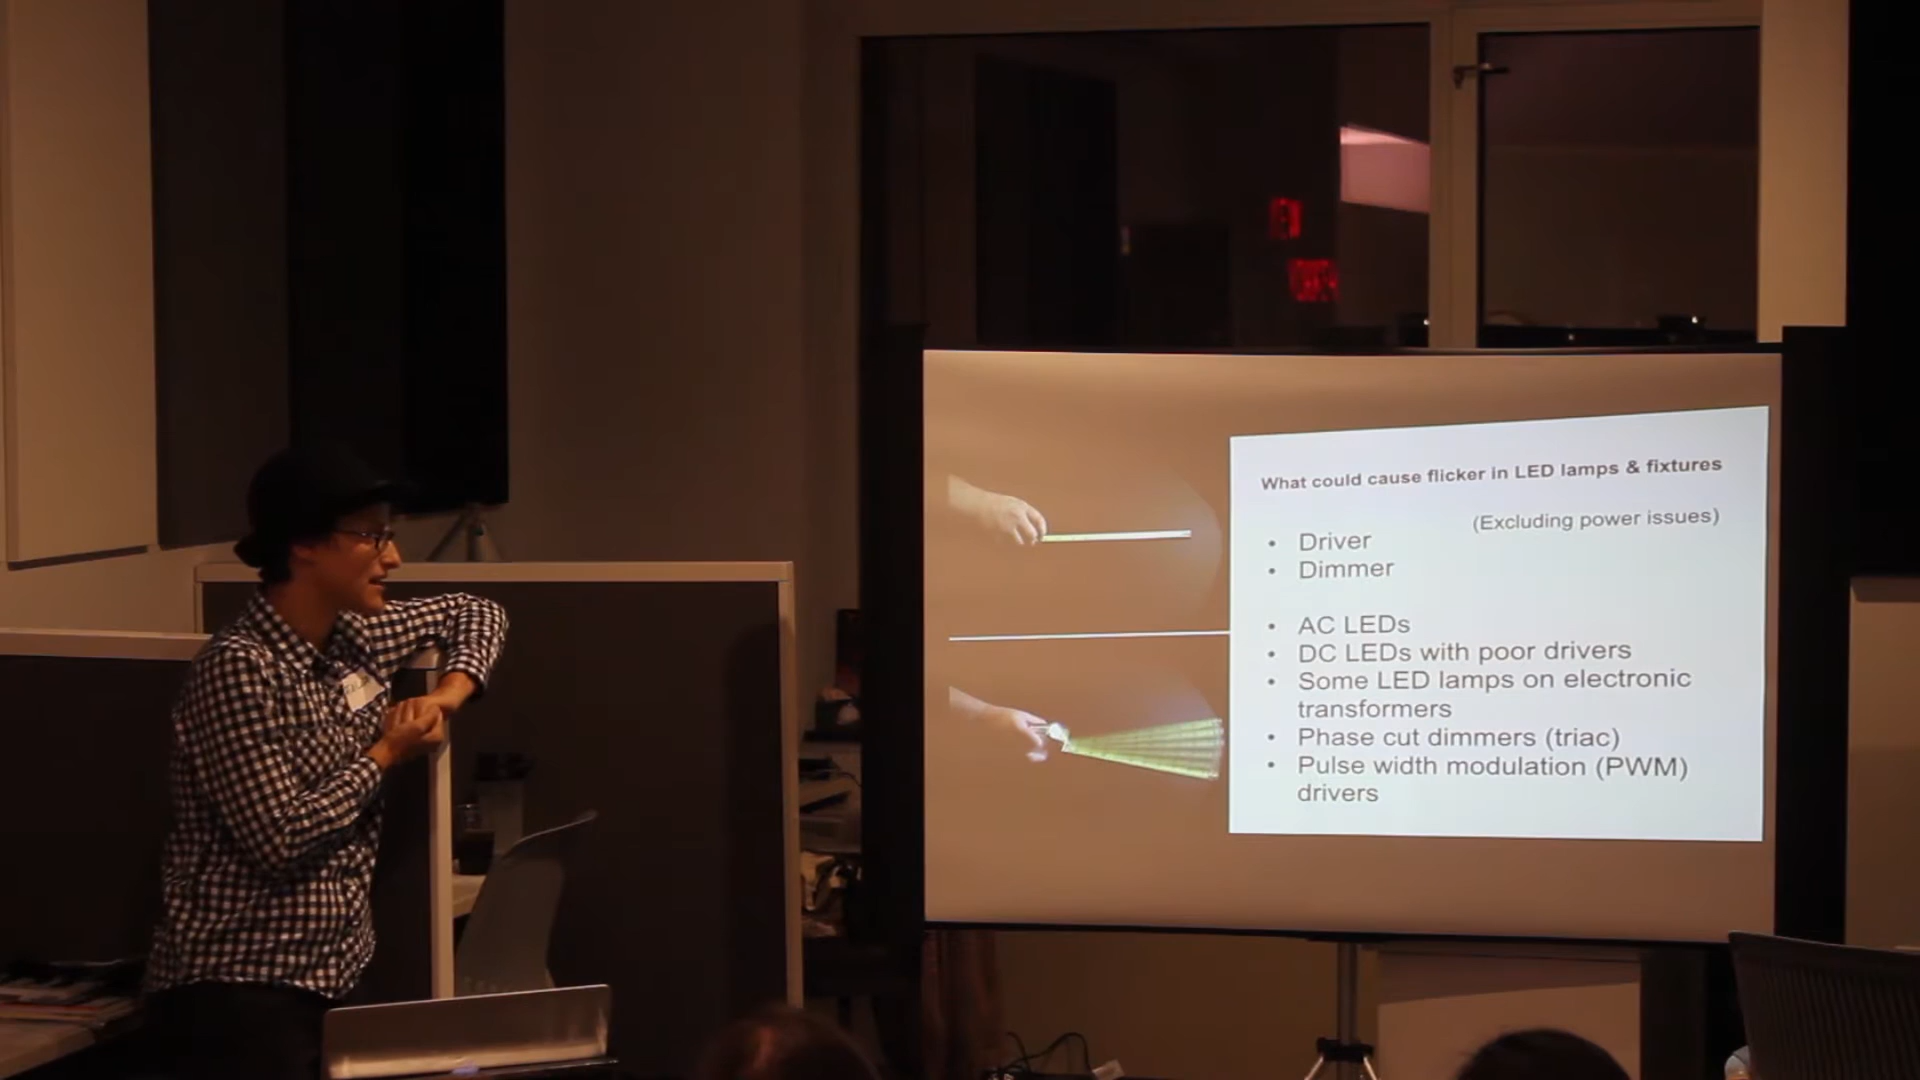 What could cause flicker in LED lamps & fixtures
(Excluding power issues)
• Driver
• Dimmer
• AC LEDs
• DC LEDs with poor drivers
• Some LED lamps on electronic
transformers
• Phase cut dimmers (triac)
• Pulse width modulation (PWM)
drivers